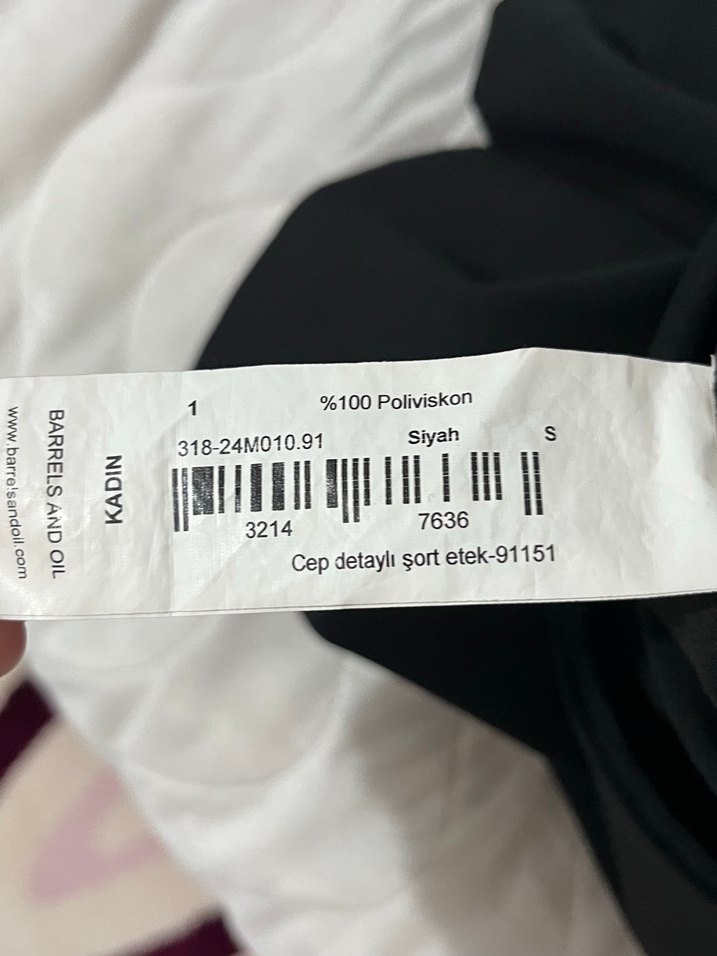 www.barrelsandoil.com
BARRELS AND OIL
KADIN
1 %100 Poliviskon
318-24M010.91 Siyah S
3214 7636
Cep detaylı şort etek-91151